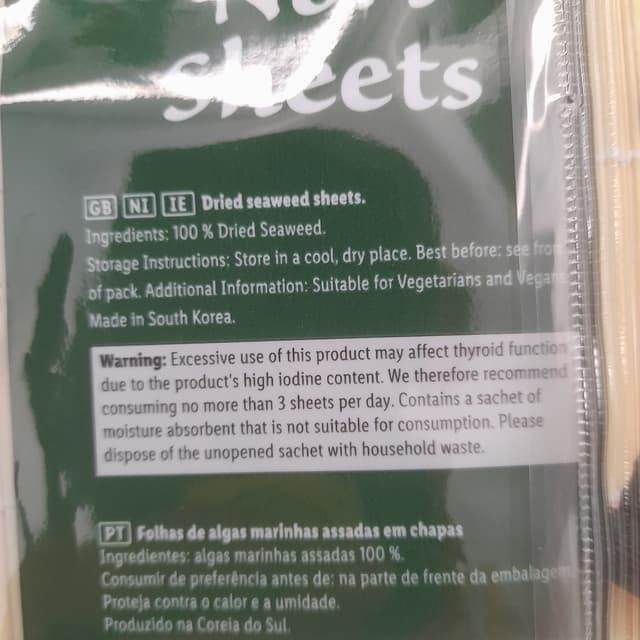 Nori
Sheets
GB NI IE Dried seaweed sheets.
Ingredients: 100 % Dried Seaweed.
Storage Instructions: Store in a cool, dry place. Best before: see from
of pack. Additional Information: Suitable for Vegetarians and Vegans
Made in South Korea.
Warning: Excessive use of this product may affect thyroid function
due to the product's high iodine content. We therefore recommend
consuming no more than 3 sheets per day. Contains a sachet of
moisture absorbent that is not suitable for consumption. Please
dispose of the unopened sachet with household waste.
PT Folhas de algas marinhas assadas em chapas
Ingredientes: algas marinhas assadas 100 %.
Consumir de preferência antes de: na parte de frente da embalagem.
Proteja contra o calor e a umidade.
Produzido na Coreia do Sul.